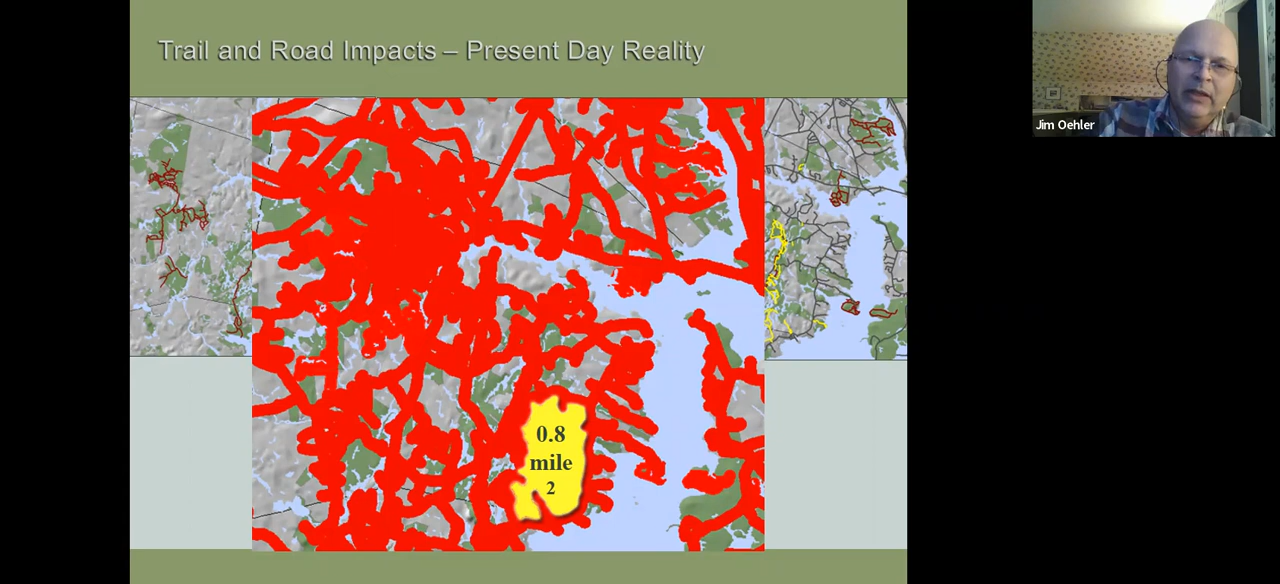 Trail and Road Impacts – Present Day Reality
Jim Oehler
0.8
mile
2